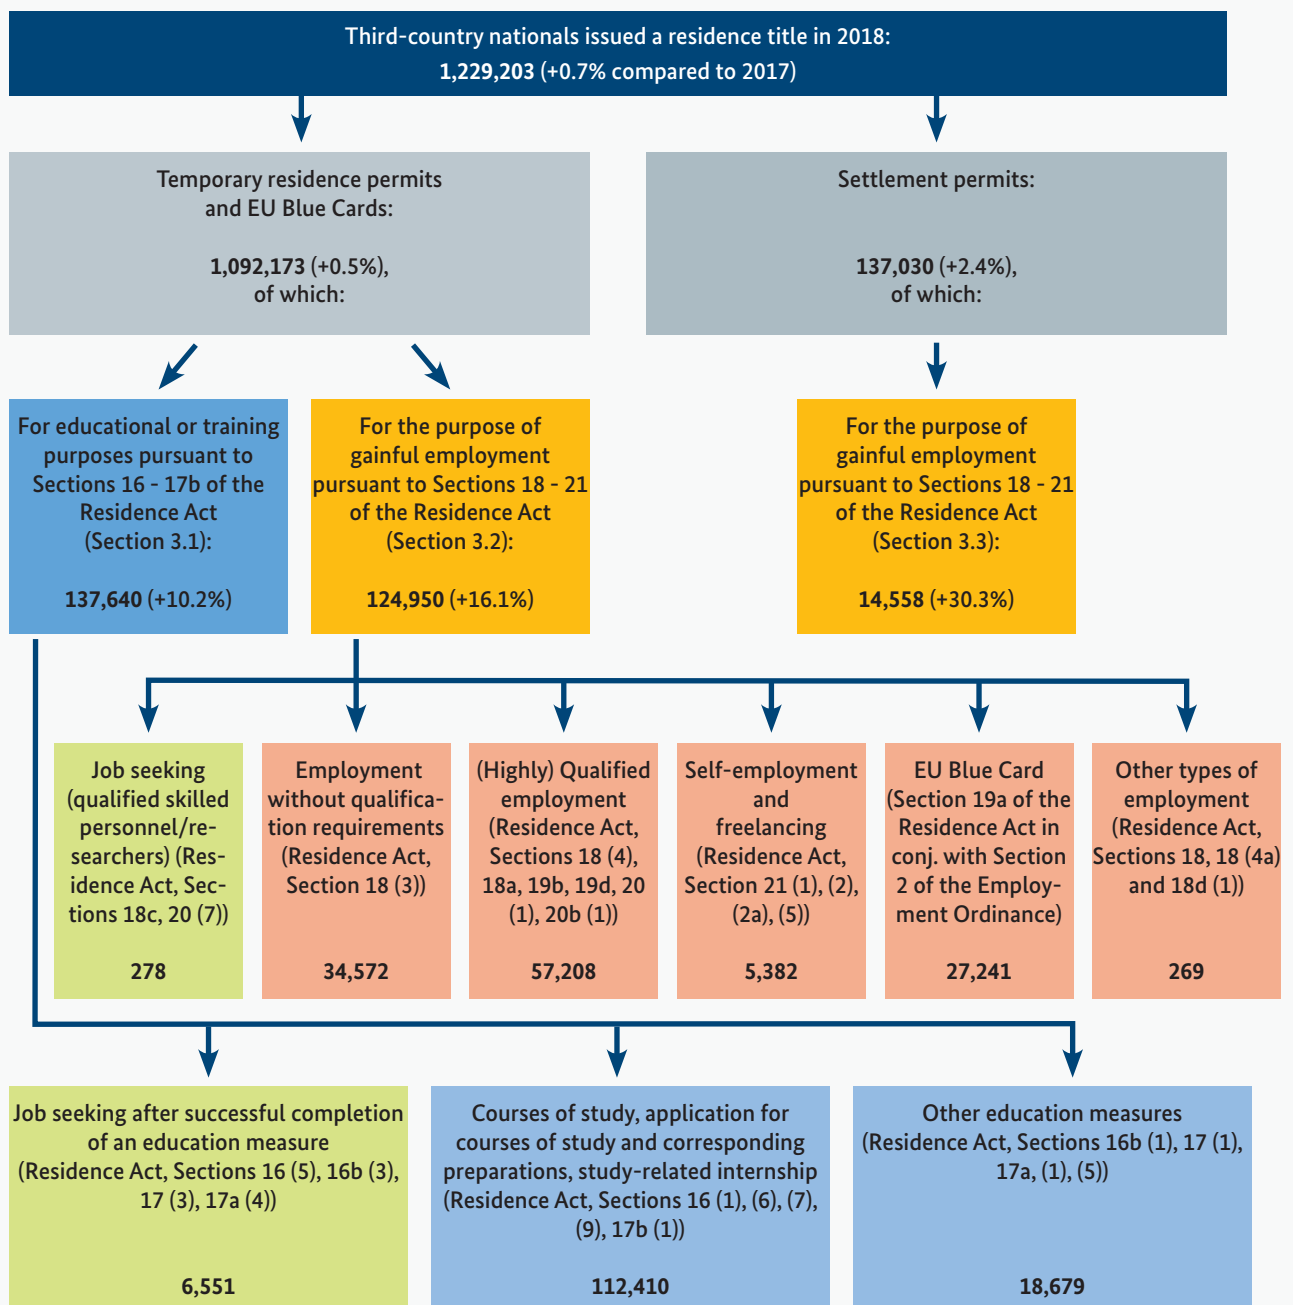 Third-country nationals issued a residence title in 2018:
1,229,203 (+0.7% compared to 2017)
Temporary residence permits
and EU Blue Cards:
1,092,173 (+0.5%),
of which:
Settlement permits:
137,030 (+2.4%),
of which:
For educational or training
purposes pursuant to
Sections 16 - 17b of the
Residence Act
(Section 3.1):
137,640 (+10.2%)
For the purpose of
gainful employment
pursuant to Sections 18 - 21
of the Residence Act
(Section 3.2):
124,950 (+16.1%)
For the purpose of
gainful employment
pursuant to Sections 18 - 21
of the Residence Act
(Section 3.3):
14,558 (+30.3%)
Job seeking
(qualified skilled
personnel/re-
searchers) (Res-
idence Act, Sec-
tions 18c, 20 (7))
278
Employment
without qualifica-
tion requirements
(Residence Act,
Section 18 (3))
34,572
(Highly) Qualified
employment
(Residence Act,
Sections 18 (4),
18a, 19b, 19d, 20
(1), 20b (1))
57,208
Self-employment
and
freelancing
(Residence Act,
Section 21 (1), (2),
(2a), (5))
5,382
EU Blue Card
(Section 19a of the
Residence Act in
conj. with Section
2 of the Employ-
ment Ordinance)
27,241
Other types of
employment
(Residence Act,
Sections 18, 18 (4a)
and 18d (1))
269
Job seeking after successful completion
of an education measure
(Residence Act, Sections 16 (5), 16b (3),
17 (3), 17a (4))
6,551
Courses of study, application for
courses of study and corresponding
preparations, study-related internship
(Residence Act, Sections 16 (1), (6), (7),
(9), 17b (1))
112,410
Other education measures
(Residence Act, Sections 16b (1), 17 (1),
17a, (1), (5))
18,679